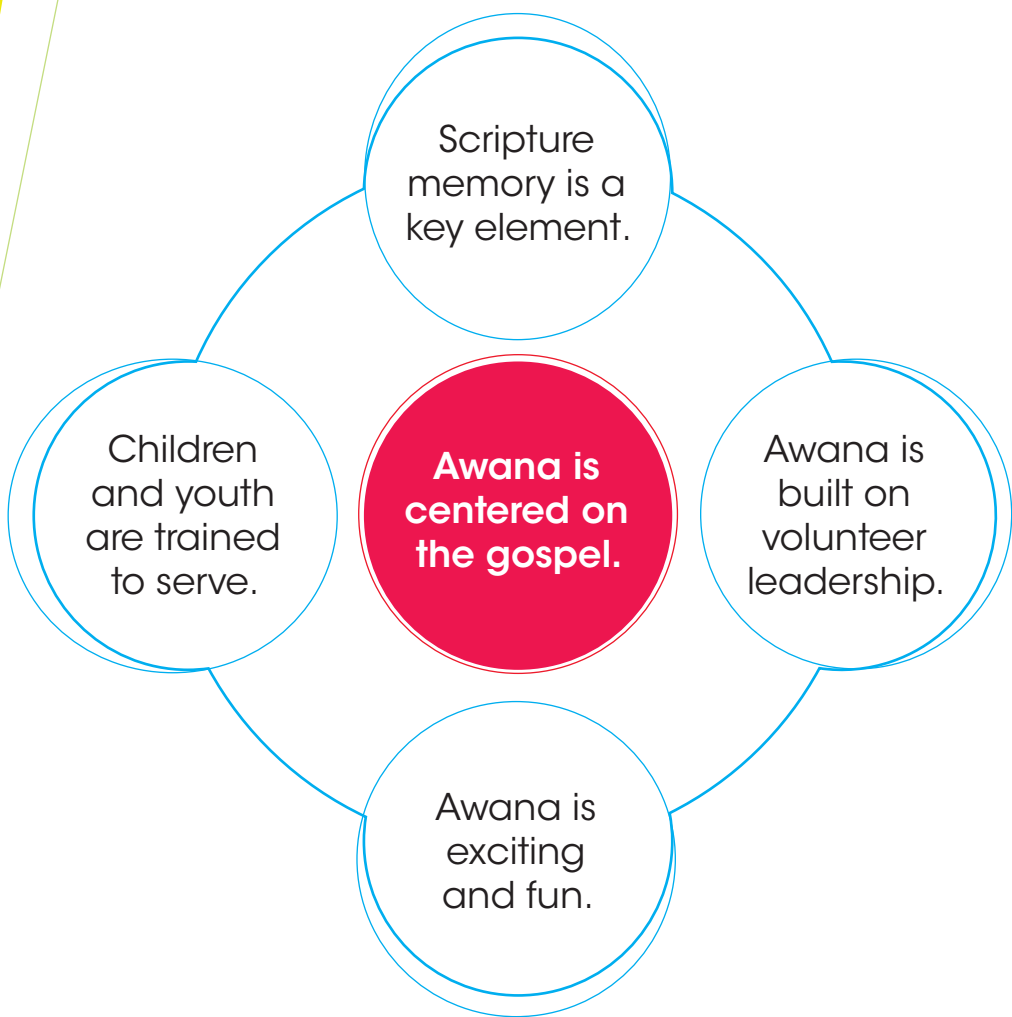 Scripture
memory is a
key element.
Children
and youth
are trained
to serve.
Awana is
centered on
the gospel.
Awana is
built on
volunteer
leadership.
Awana is
exciting
and fun.